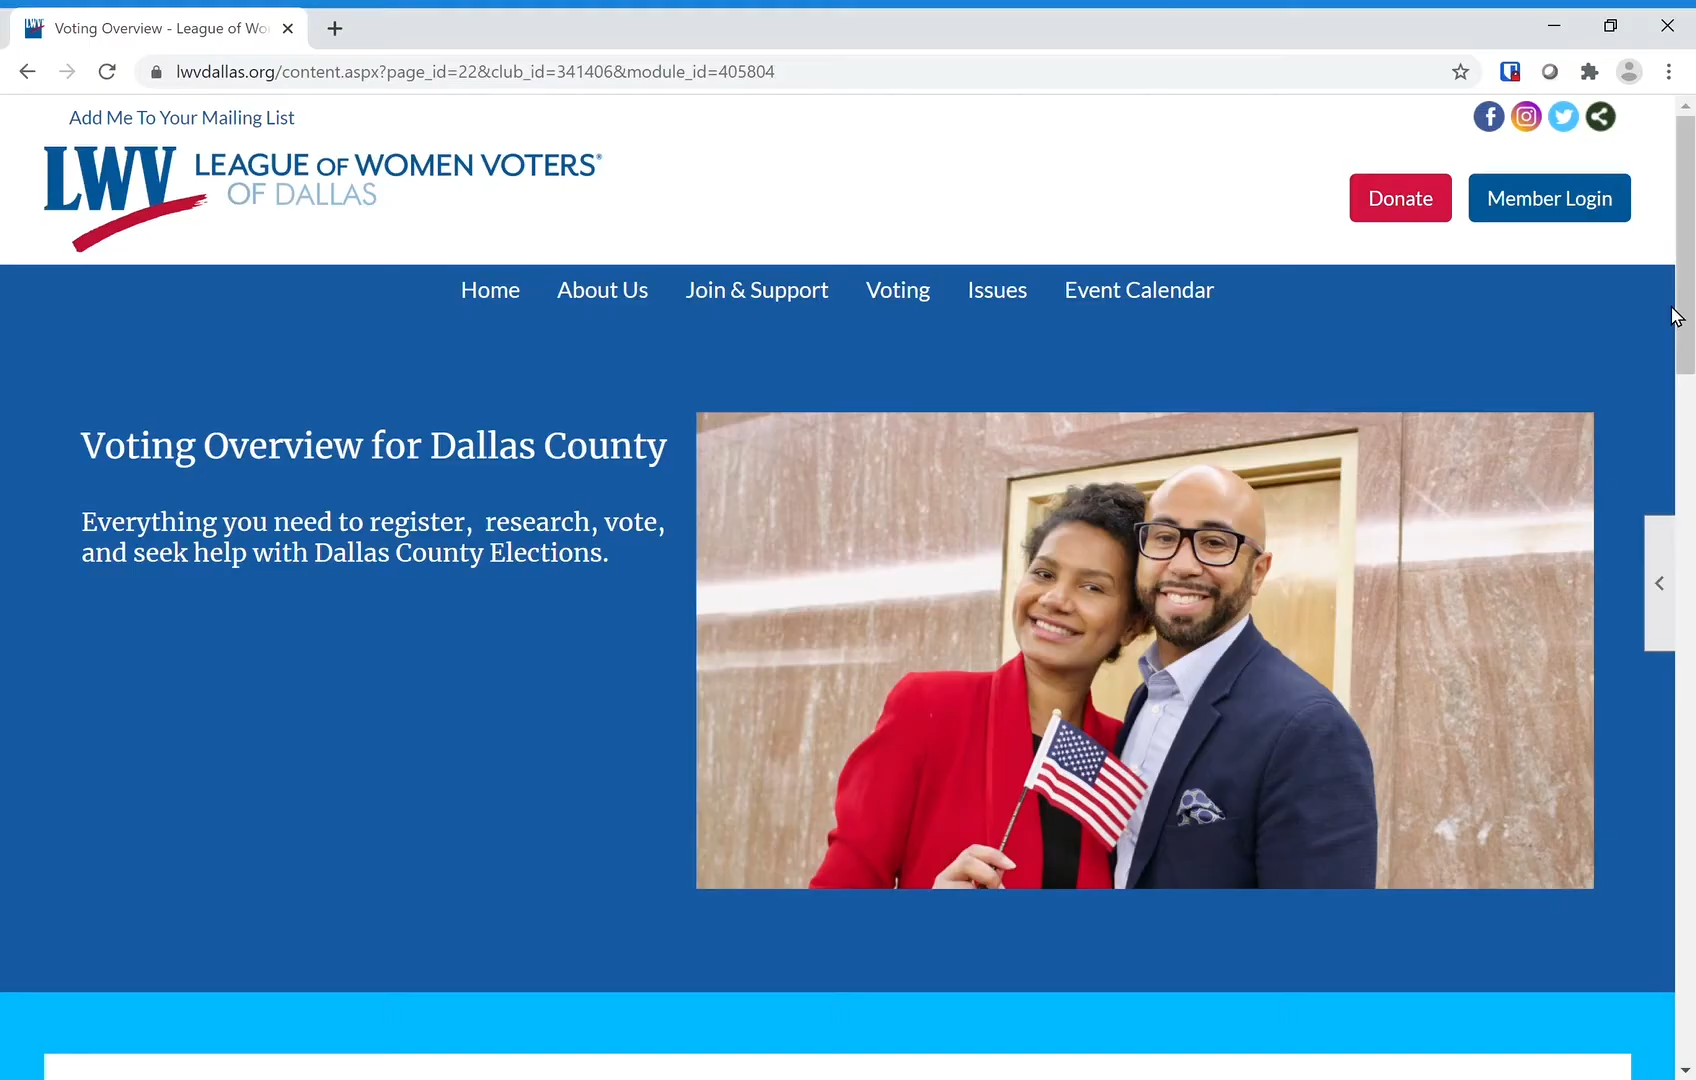 Voting Overview - League of Wo
lwvdallas.org/content.aspx?page_id=22&club_id=341406&module_id=405804
Add Me To Your Mailing List
LWV LEAGUE OF WOMEN VOTERS®
OF DALLAS
Donate
Member Login
Home About Us Join & Support Voting Issues Event Calendar
Voting Overview for Dallas County
Everything you need to register, research, vote,
and seek help with Dallas County Elections.